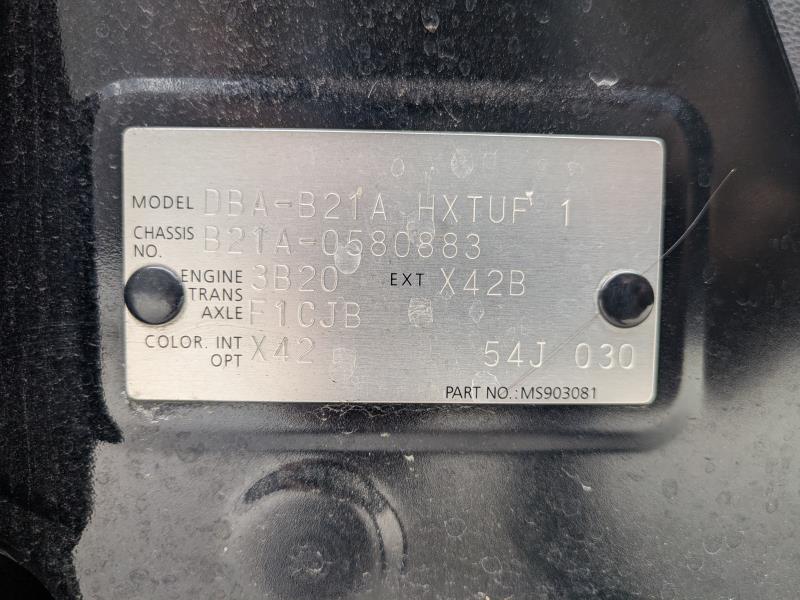 MODEL DBA-B21A HXTUF 1
CHASSIS NO. B21A-0580883
ENGINE 3B20 EXT X42B
TRANS AXLE F1CJB
COLOR. INT OPT X42 54J 030
PART NO.: MS903081